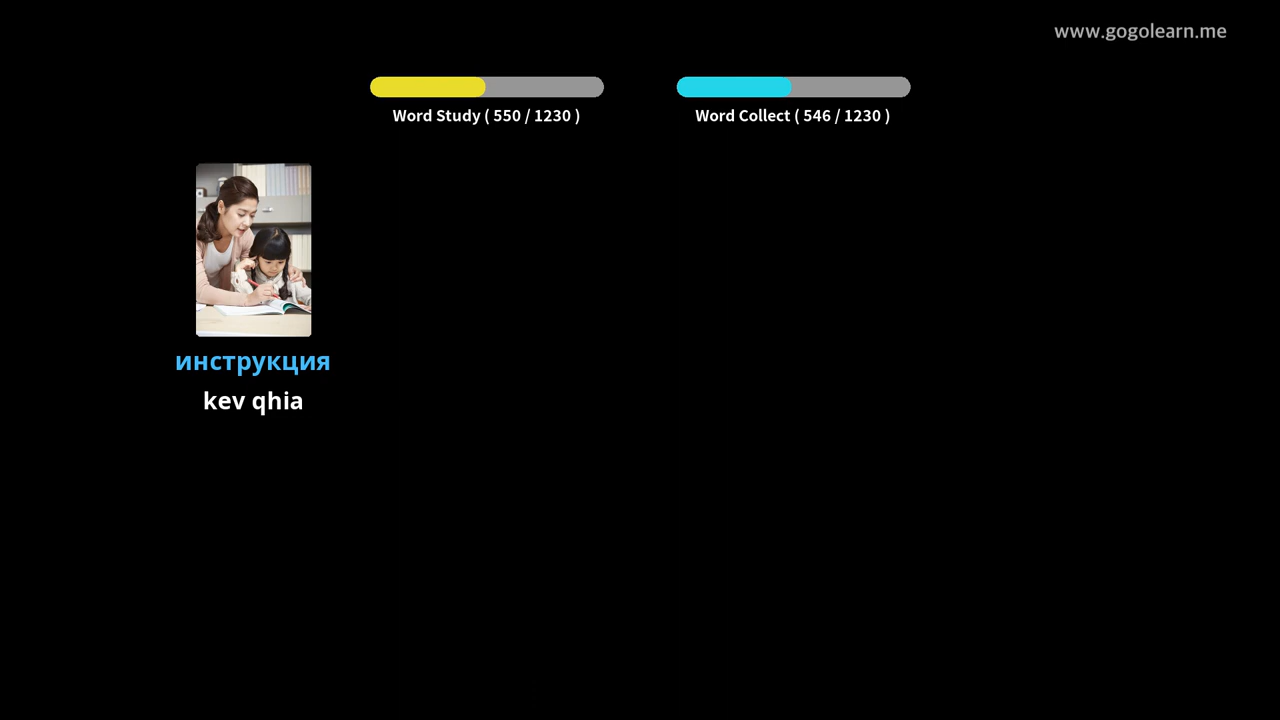 www.gogolearn.me
Word Study ( 550 / 1230 )
Word Collect ( 546 / 1230 )
инструкция
kev qhia